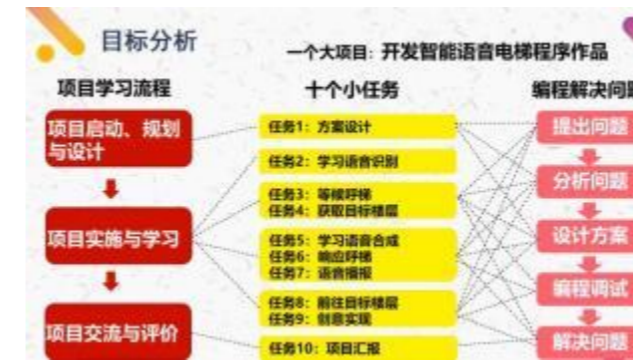 目标分析
一个大项目: 开发智能语音电梯程序作品
项目学习流程
十个小任务
编程解决问题
项目启动、规划
与设计
任务1: 方案设计
提出问题
任务2: 学习语音识别
任务3: 等候呼梯
任务4: 获取目标楼层
分析问题
项目实施与学习
任务5: 学习语音合成
任务6: 响应呼梯
任务7: 语音播报
设计方案
任务8: 前往目标楼层
任务9: 创意实现
编程调试
项目交流与评价
任务10: 项目汇报
解决问题